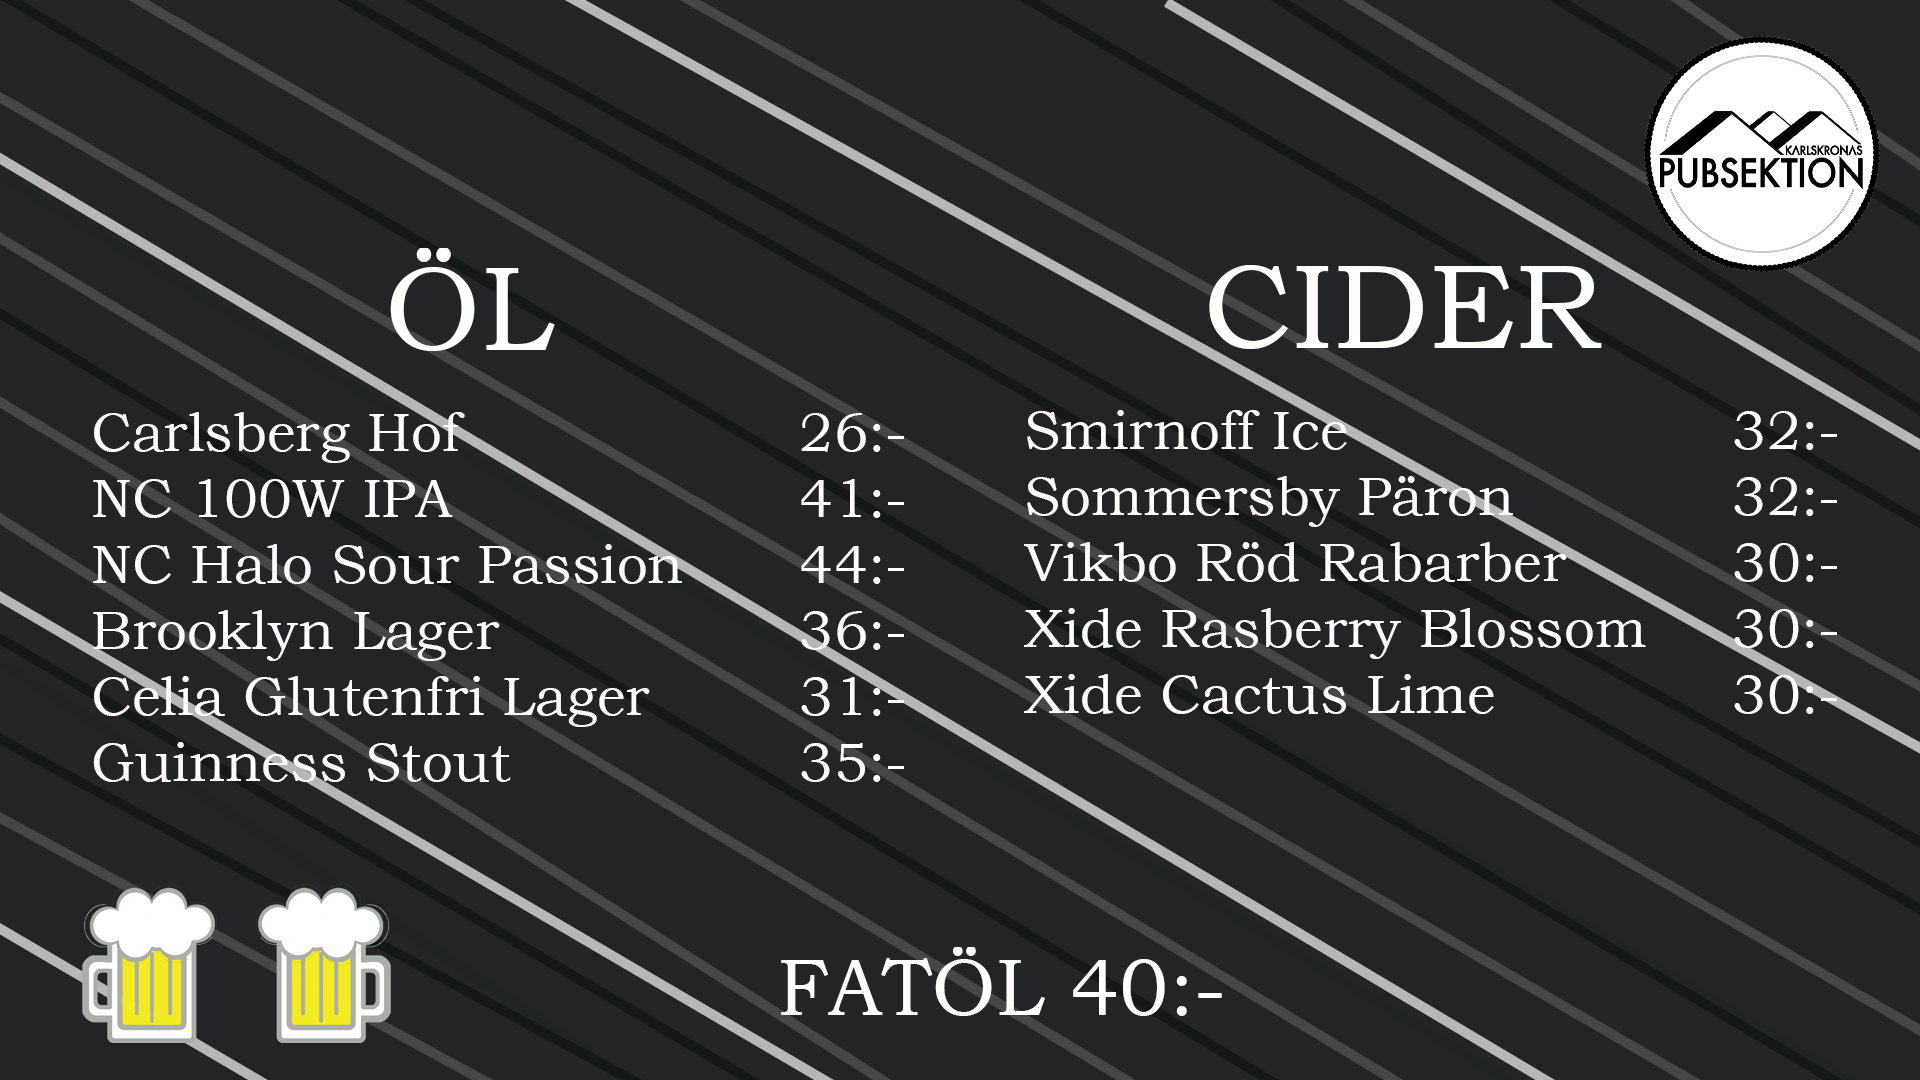 KARLSKRONAS
PUBSEKTION
ÖL
Carlsberg Hof 26:-
NC 100W IPA 41:-
NC Halo Sour Passion 44:-
Brooklyn Lager 36:-
Celia Glutenfri Lager 31:-
Guinness Stout 35:-
CIDER
Smirnoff Ice 32:-
Sommersby Päron 32:-
Vikbo Röd Rabarber 30:-
Xide Rasberry Blossom 30:-
Xide Cactus Lime 30:-
FATÖL 40:-